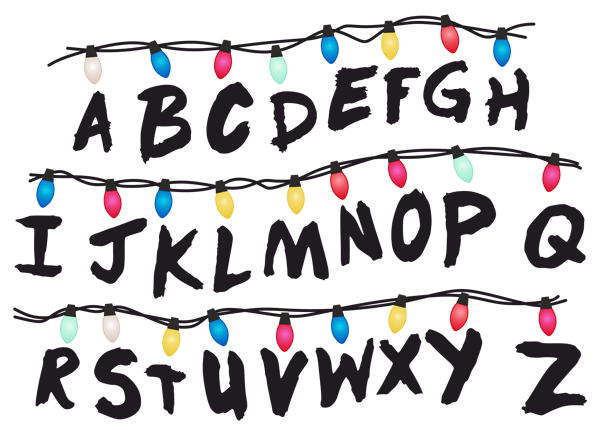 ABCDEFGH
IJKLMNOPQ
RSTUVWXYZ